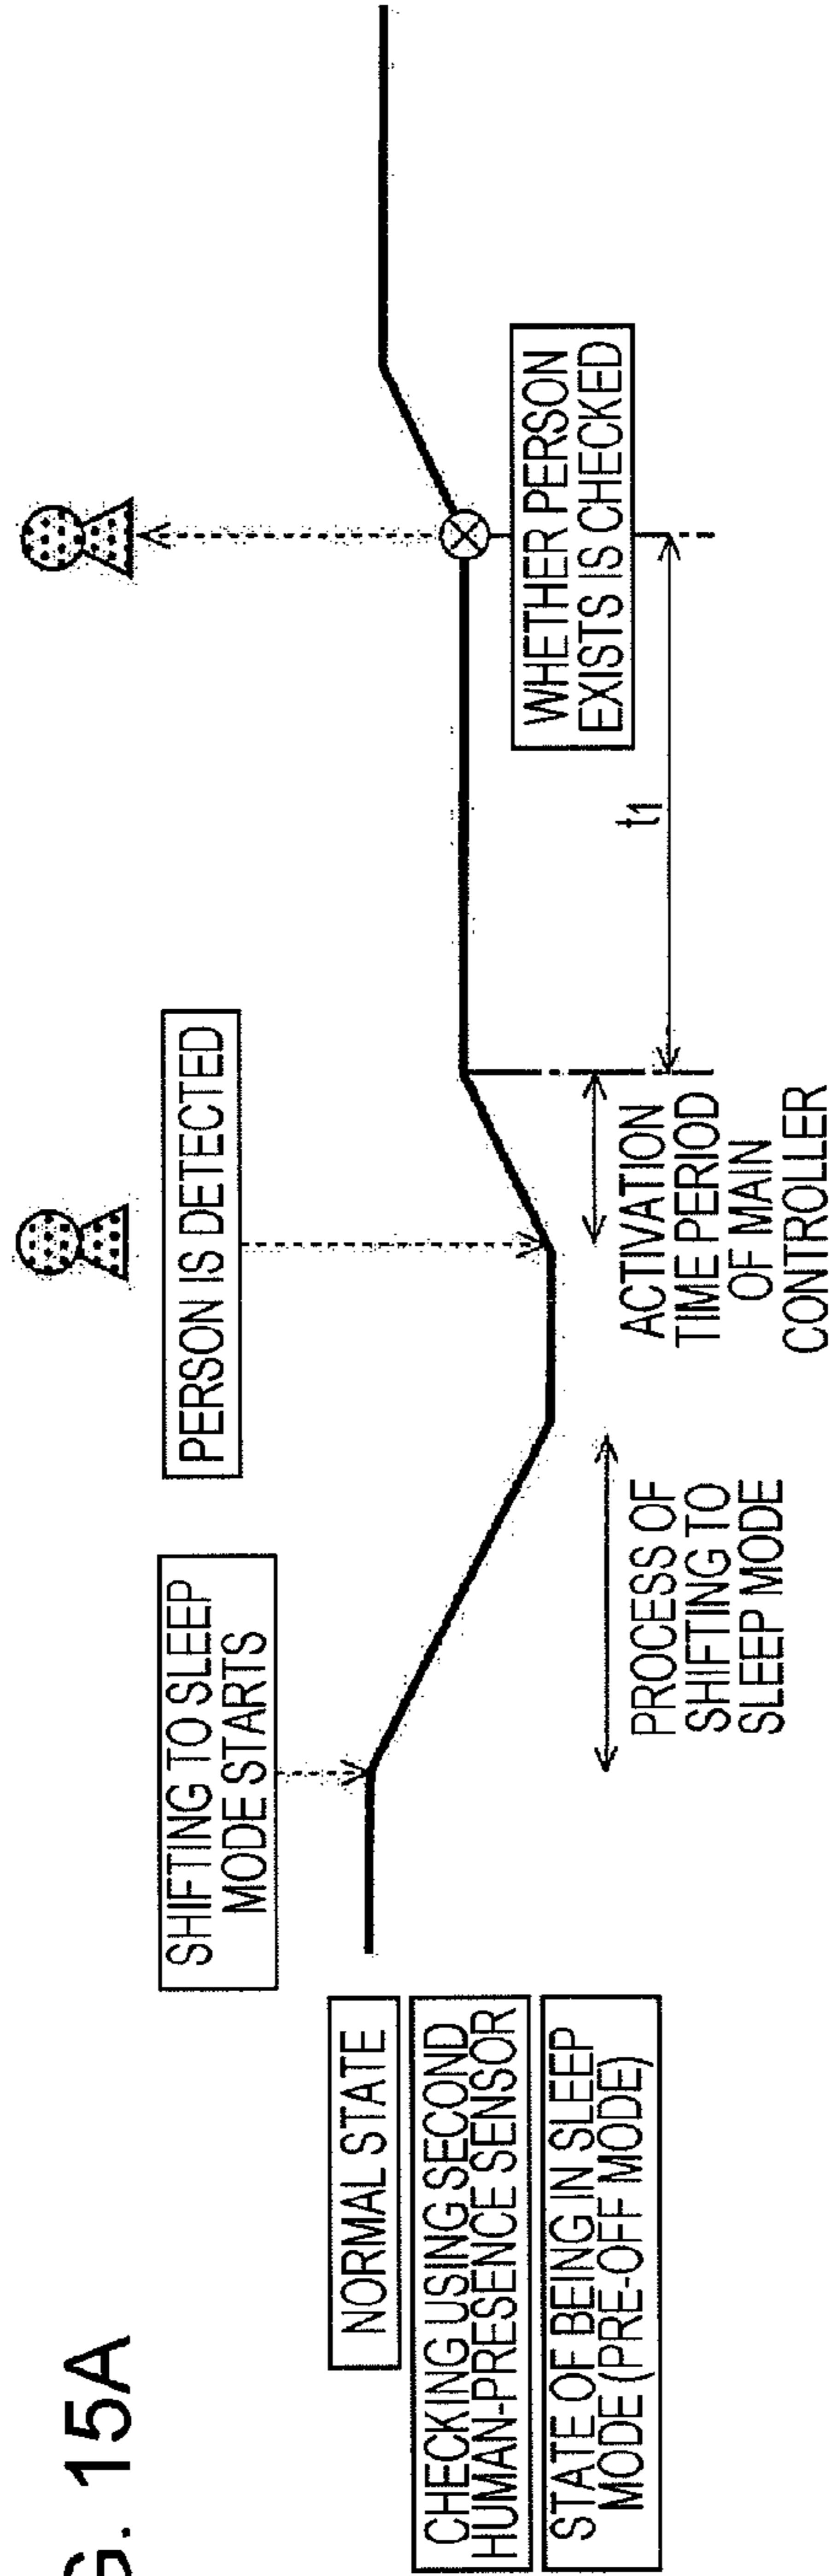 G. 15A
SHIFTING TO SLEEP
MODE STARTS
PERSON IS DETECTED
NORMAL STATE
CHECKING USING SECOND
HUMAN-PRESENCE SENSOR
STATE OF BEING IN SLEEP
MODE (PRE-OFF MODE)
PROCESS OF
SHIFTING TO
SLEEP MODE
ACTIVATION
TIME PERIOD
OF MAIN
CONTROLLER
t1
WHETHER PERSON
EXISTS IS CHECKED